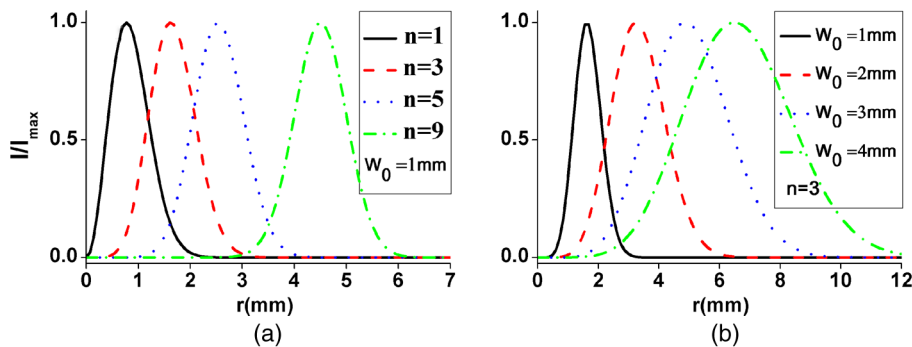 1.0
0.5
0.0
I/I max
0 1 2 3 4 5 6 7
r(mm)
n=1
n=3
n=5
n=9
W0=1mm
(a)
1.0
0.5
0.0
0 2 4 6 8 10 12
r(mm)
W0=1mm
W0=2mm
W0=3mm
W0=4mm
n=3
(b)